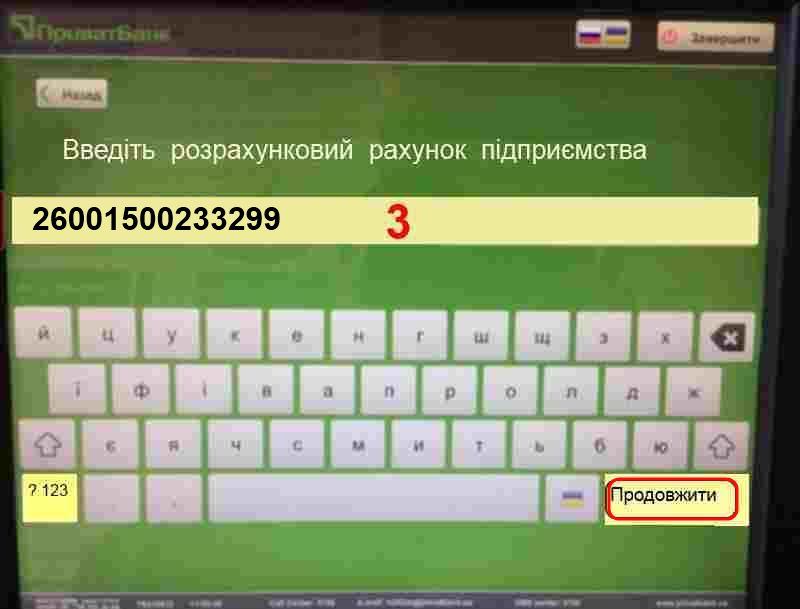 ПриватБанк
Завершити
Назад
Введіть розрахунковий рахунок підприємства
26001500233299 3
й ц у к е н г ш щ з х
ї ф і в а п р о л д ж
є я ч с м и т ь б ю
? 123 Продовжити